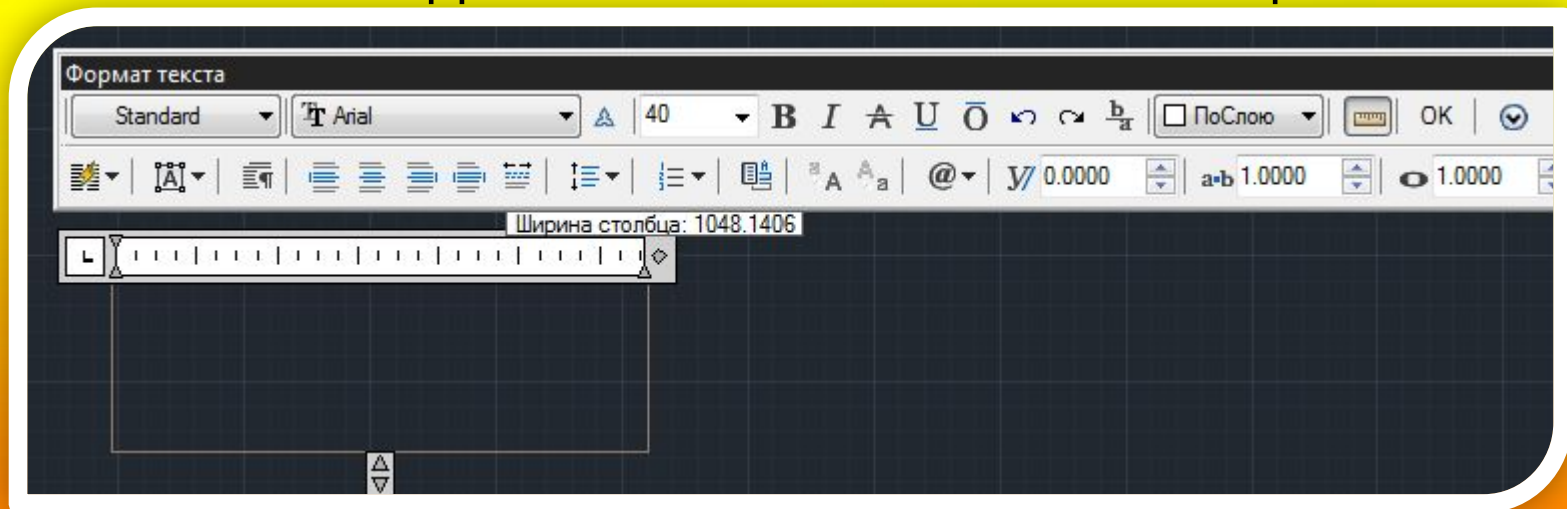 Формат текста
Standard Arial 40 B I A U O b/a ПоСлою OK
@ 0.0000 a•b 1.0000 1.0000
Ширина столбца: 1048.1406